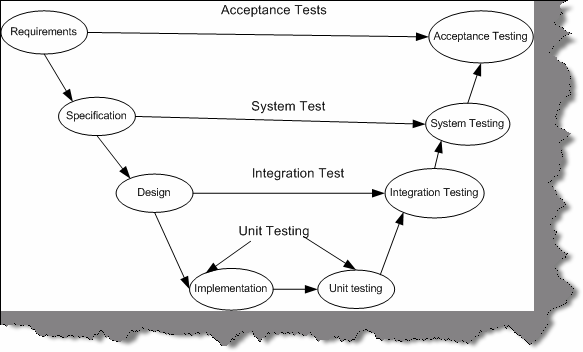 Acceptance Tests
Requirements
Acceptance Testing
System Test
Specification
System Testing
Integration Test
Design
Integration Testing
Unit Testing
Implementation
Unit testing